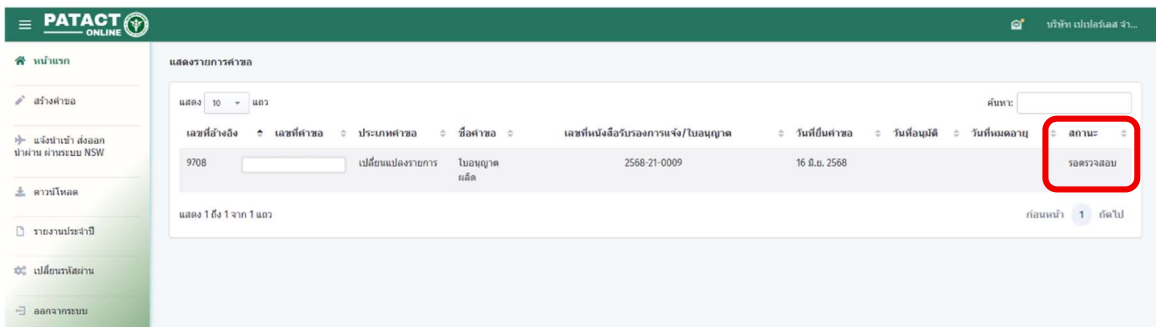 PATACT
ONLINE
บริษัท เปเปอร์เลส จำ...
หน้าแรก
สร้างคำขอ
แจ้งนำเข้า ส่งออก
นำผ่าน ผ่านระบบ NSW
ดาวน์โหลด
รายงานประจำปี
เปลี่ยนรหัสผ่าน
ออกจากระบบ
แสดงรายการคำขอ
แสดง 10 แถว
ค้นหา:
เลขที่อ้างอิง เลขที่คำขอ ประเภทคำขอ ชื่อคำขอ เลขที่หนังสือรับรองการแจ้ง/ใบอนุญาต วันที่ยื่นคำขอ วันที่อนุมัติ วันที่หมดอายุ สถานะ
9708 เปลี่ยนแปลงรายการ ใบอนุญาต 2568-21-0009 16 มิ.ย. 2568 รอตรวจสอบ
ผลิต
แสดง 1 ถึง 1 จาก 1 แถว
ก่อนหน้า 1 ถัดไป